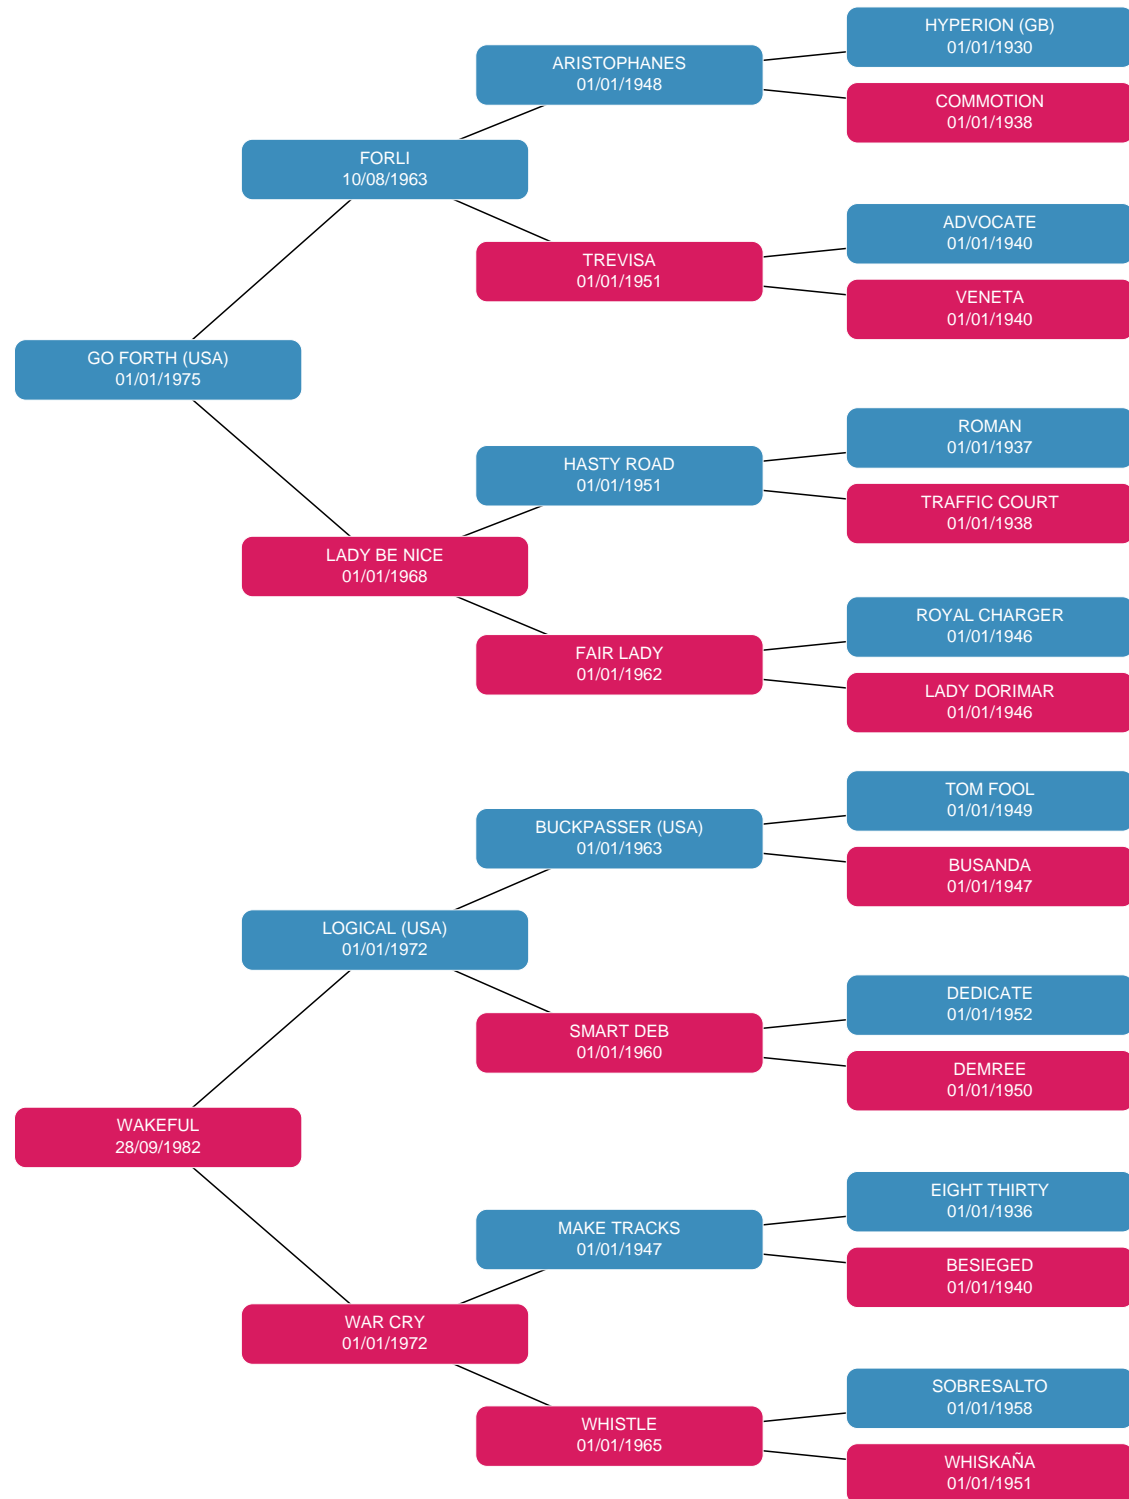 HYPERION (GB)
01/01/1930
ARISTOPHANES
01/01/1948
COMMOTION
01/01/1938
FORLI
10/08/1963
ADVOCATE
01/01/1940
TREVISA
01/01/1951
VENETA
01/01/1940
GO FORTH (USA)
01/01/1975
ROMAN
01/01/1937
HASTY ROAD
01/01/1951
TRAFFIC COURT
01/01/1938
LADY BE NICE
01/01/1968
ROYAL CHARGER
01/01/1946
FAIR LADY
01/01/1962
LADY DORIMAR
01/01/1946
TOM FOOL
01/01/1949
BUCKPASSER (USA)
01/01/1963
BUSANDA
01/01/1947
LOGICAL (USA)
01/01/1972
DEDICATE
01/01/1952
SMART DEB
01/01/1960
DEMREE
01/01/1950
WAKEFUL
28/09/1982
EIGHT THIRTY
01/01/1936
MAKE TRACKS
01/01/1947
BESIEGED
01/01/1940
WAR CRY
01/01/1972
SOBRESALTO
01/01/1958
WHISTLE
01/01/1965
WHISKAÑA
01/01/1951